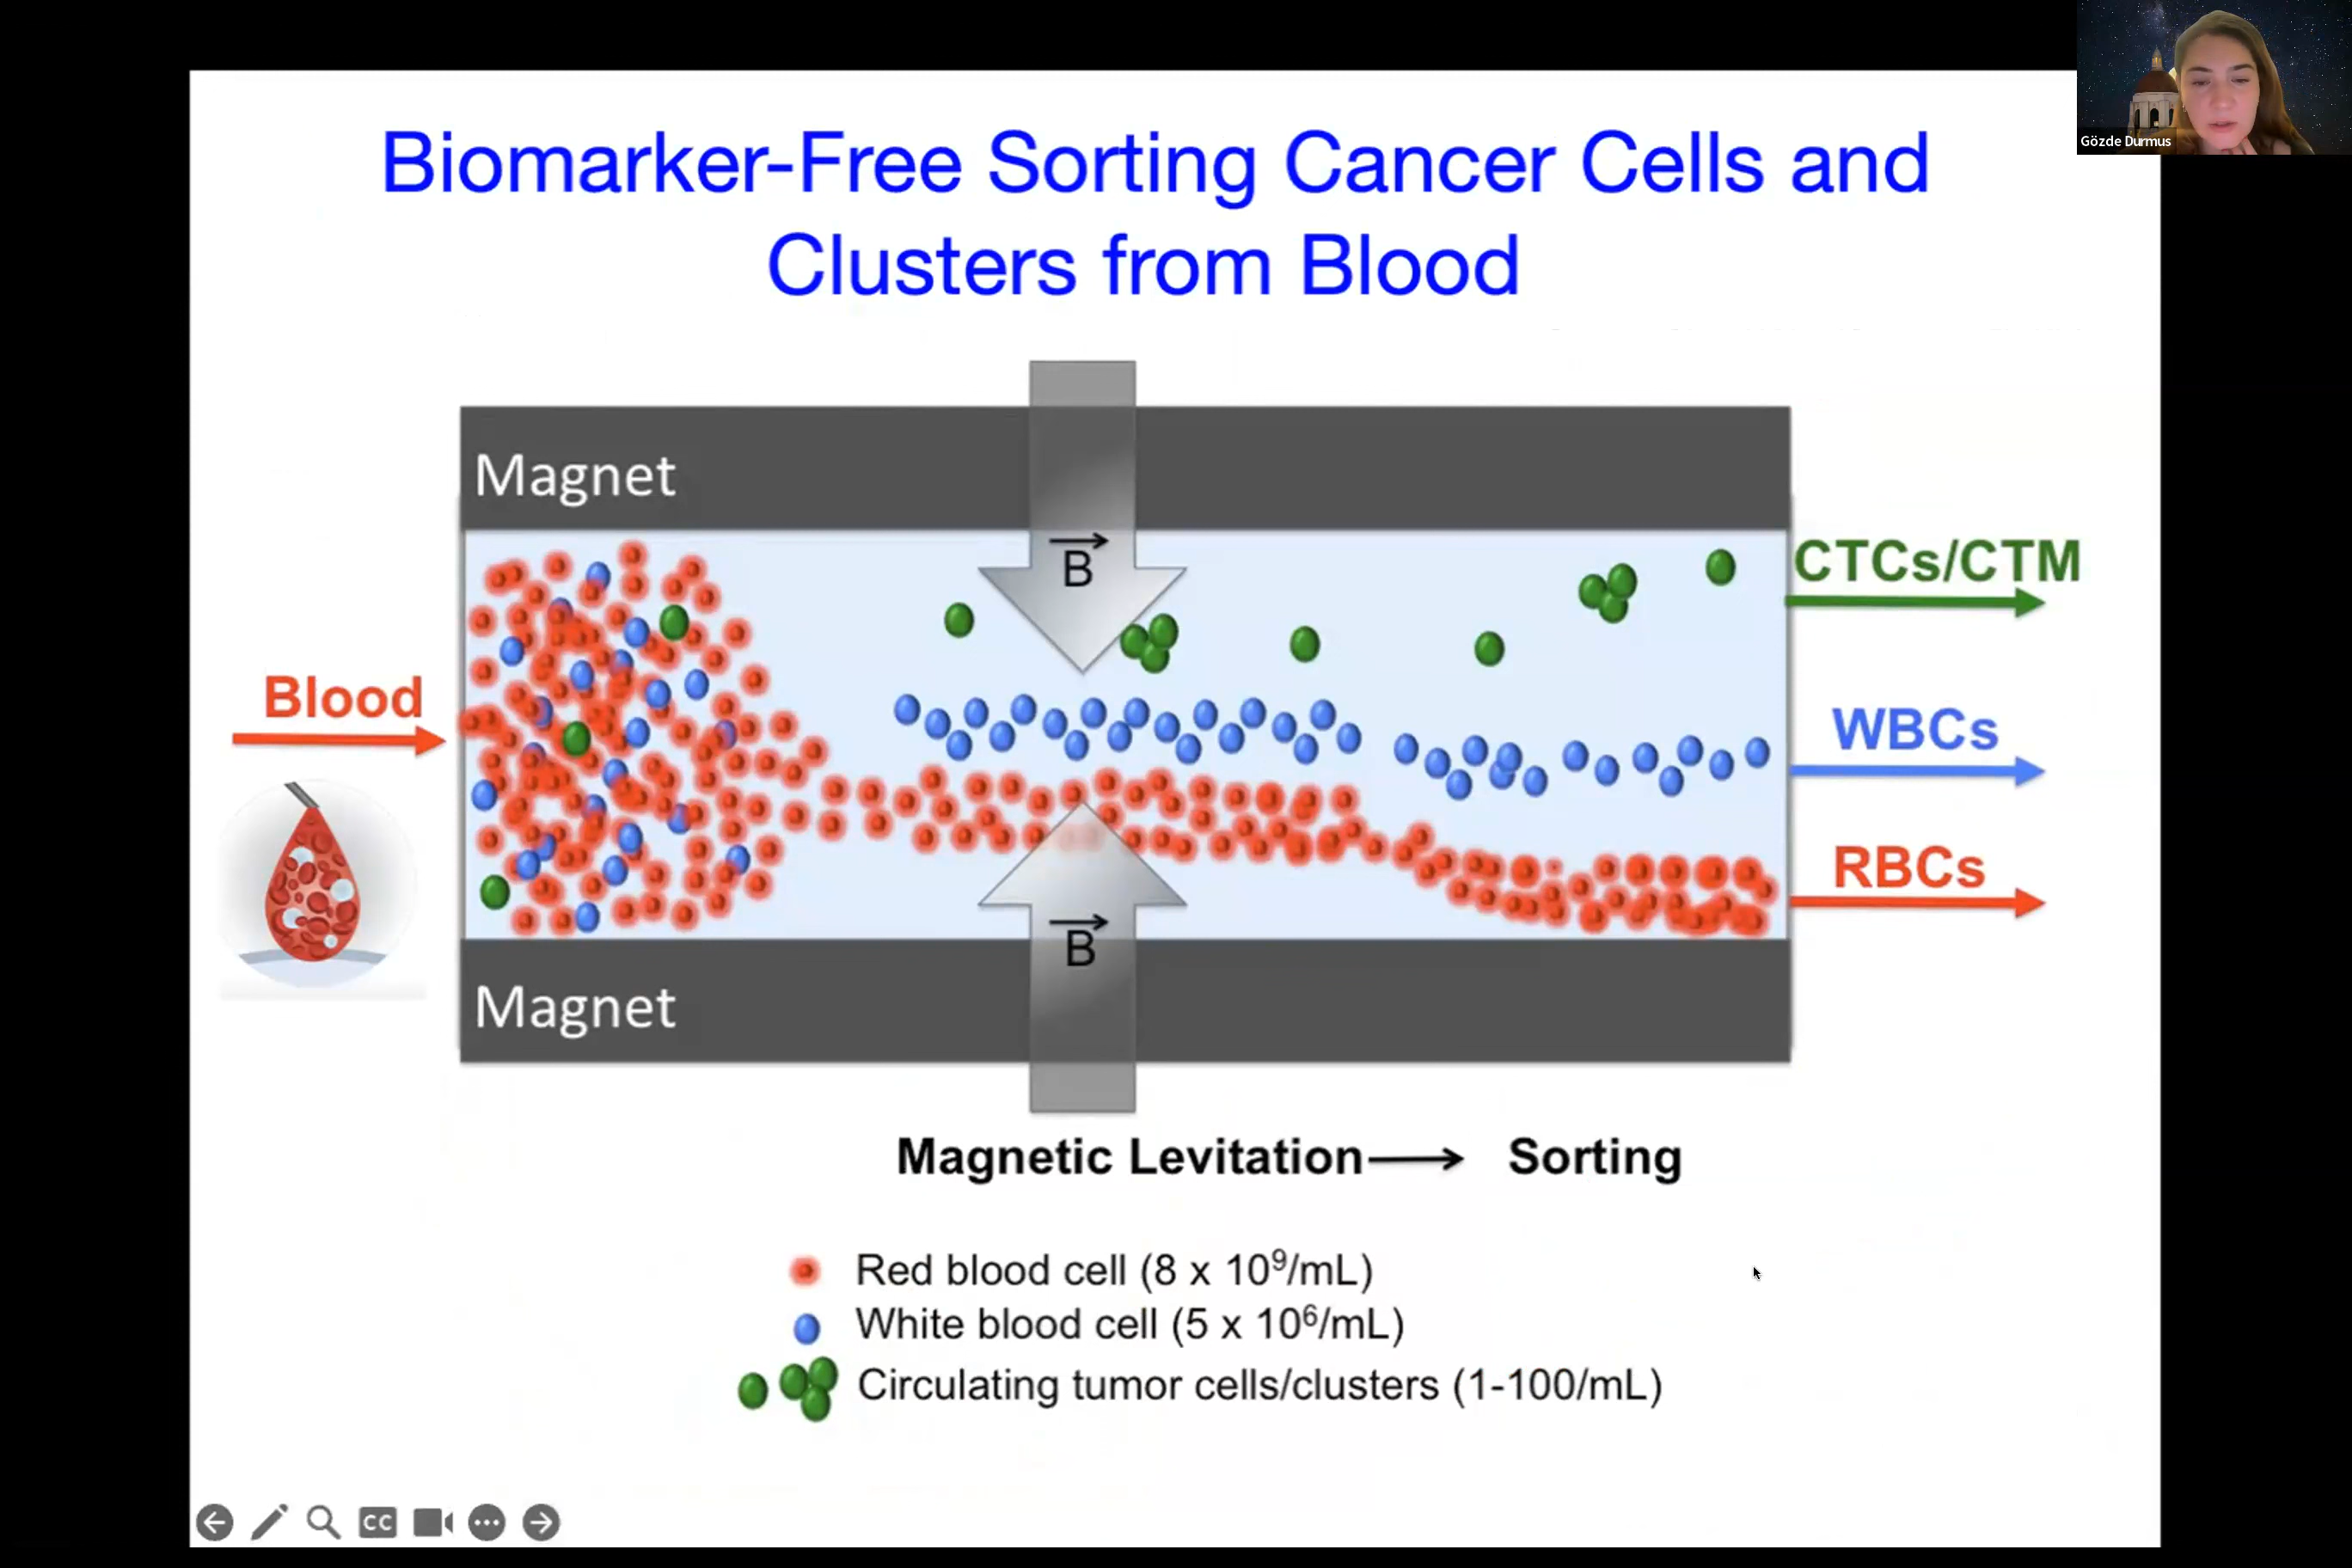 Gözde Durmus
Biomarker-Free Sorting Cancer Cells and
Clusters from Blood
Magnet
B
CTCs/CTM
Blood
WBCs
RBCs
B
Magnet
Magnetic Levitation⟶ Sorting
Red blood cell (8 x 10⁹/mL)
White blood cell (5 x 10⁶/mL)
Circulating tumor cells/clusters (1-100/mL)
CC